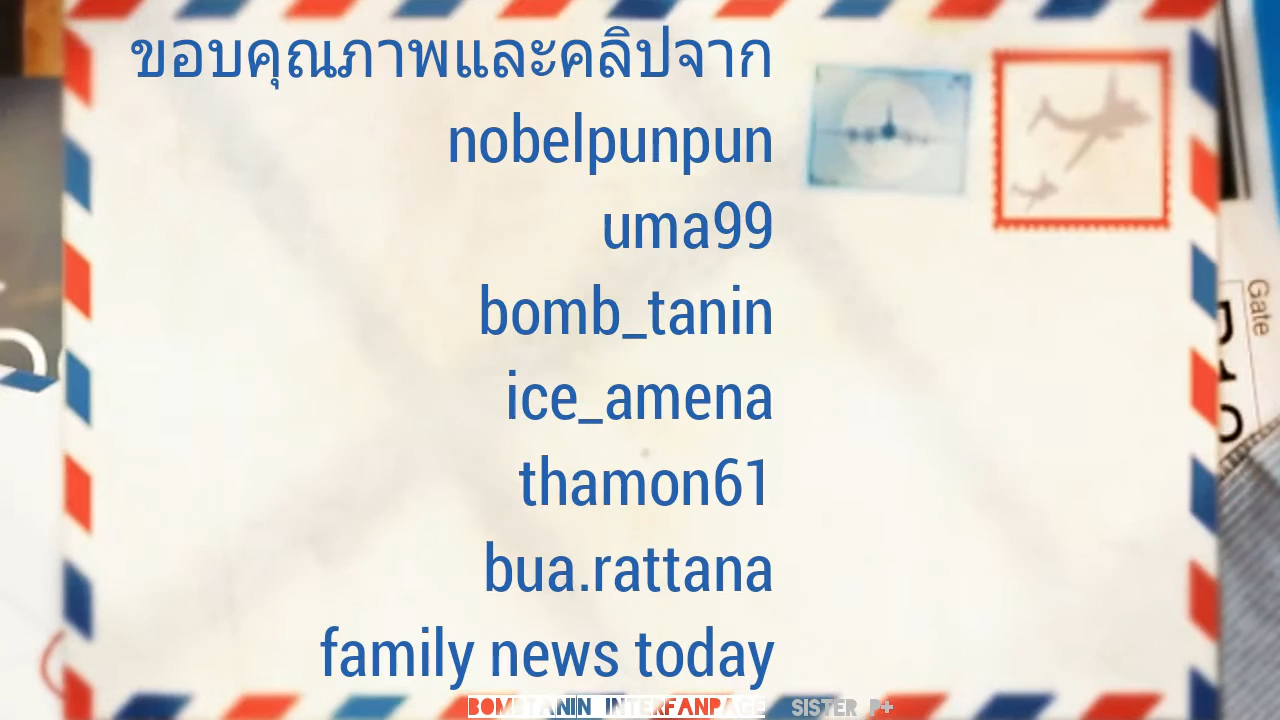 ขอบคุณภาพและคลิปจาก
nobelpunpun
uma99
bomb_tanin
ice_amena
thamon61
bua.rattana
family news today
BOMBTANIN INTERFANPAGE SISTER P+
Gate